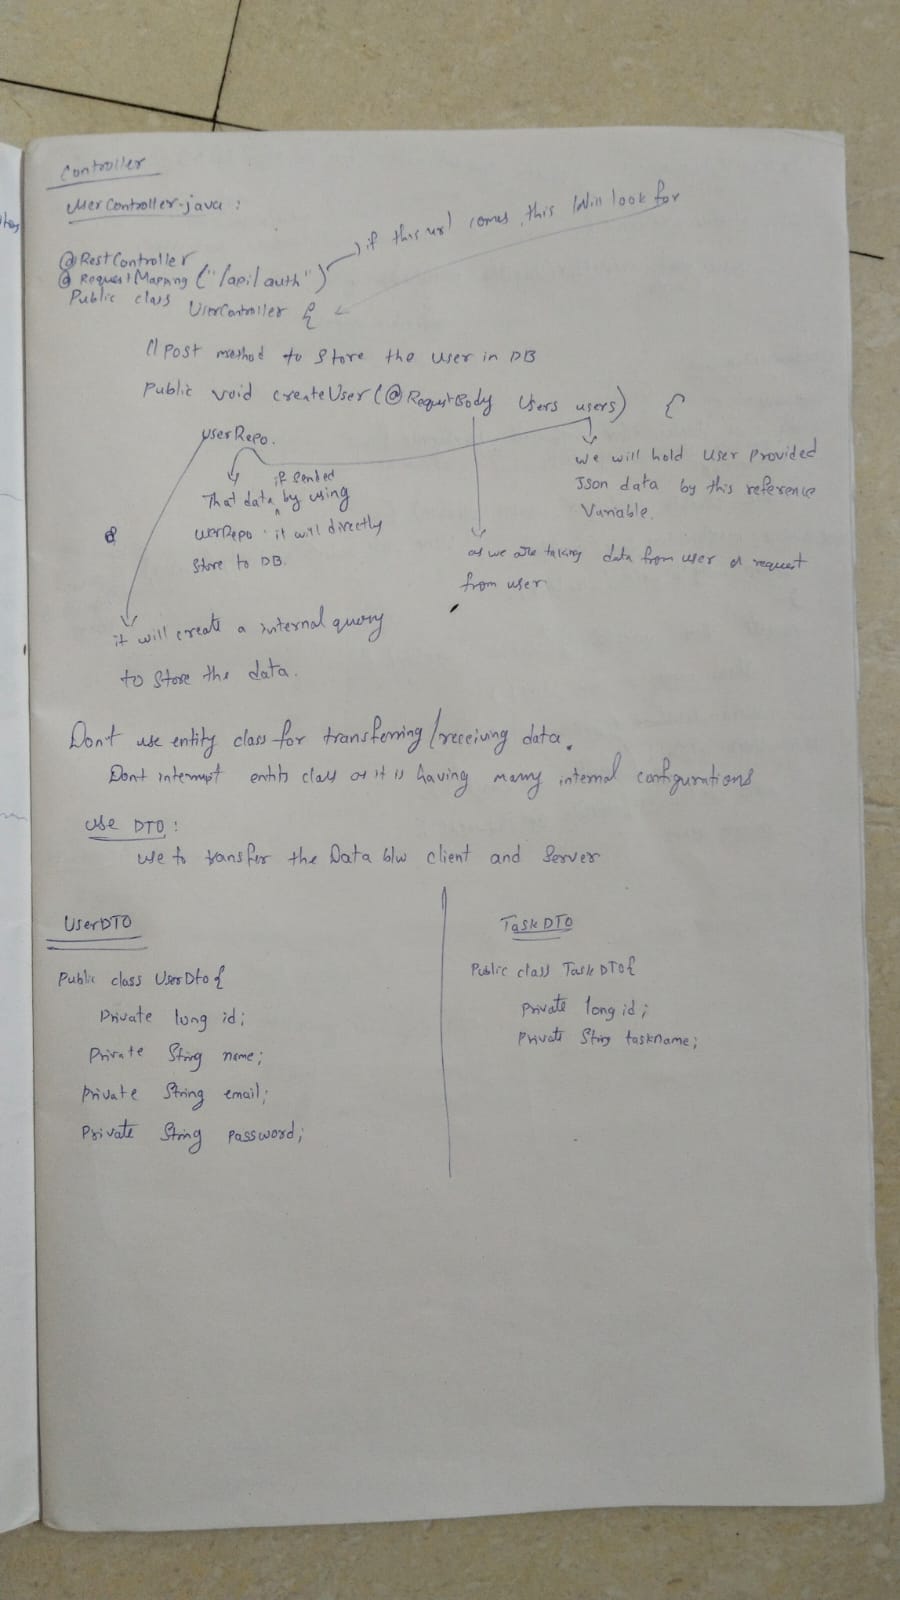 Controller
UserController.java :
if this url comes, this Will look for
@RestController
@RequestMapping ("/api/auth")
Public class UserController {
// Post method to store the user in DB
Public void createUser (@RequestBody Users users) {
userRepo.
we will hold user provided
Json data by this reference
Variable.
if sended
That data by using
userRepo. it will directly
store to DB.
as we are taking data from user or request
from user
it will create a internal query
to store the data.
Don't use entity class for transferring/receiving data.
Dont interrupt entity class as it is having many internal configurations
use DTO :
use to transfer the Data b/w client and Server
UserDTO
Public class UserDto {
Private long id;
Private String name;
private String email;
Private String password;
TaskDTO
Public class TaskDTO {
Private long id;
Private String taskname;